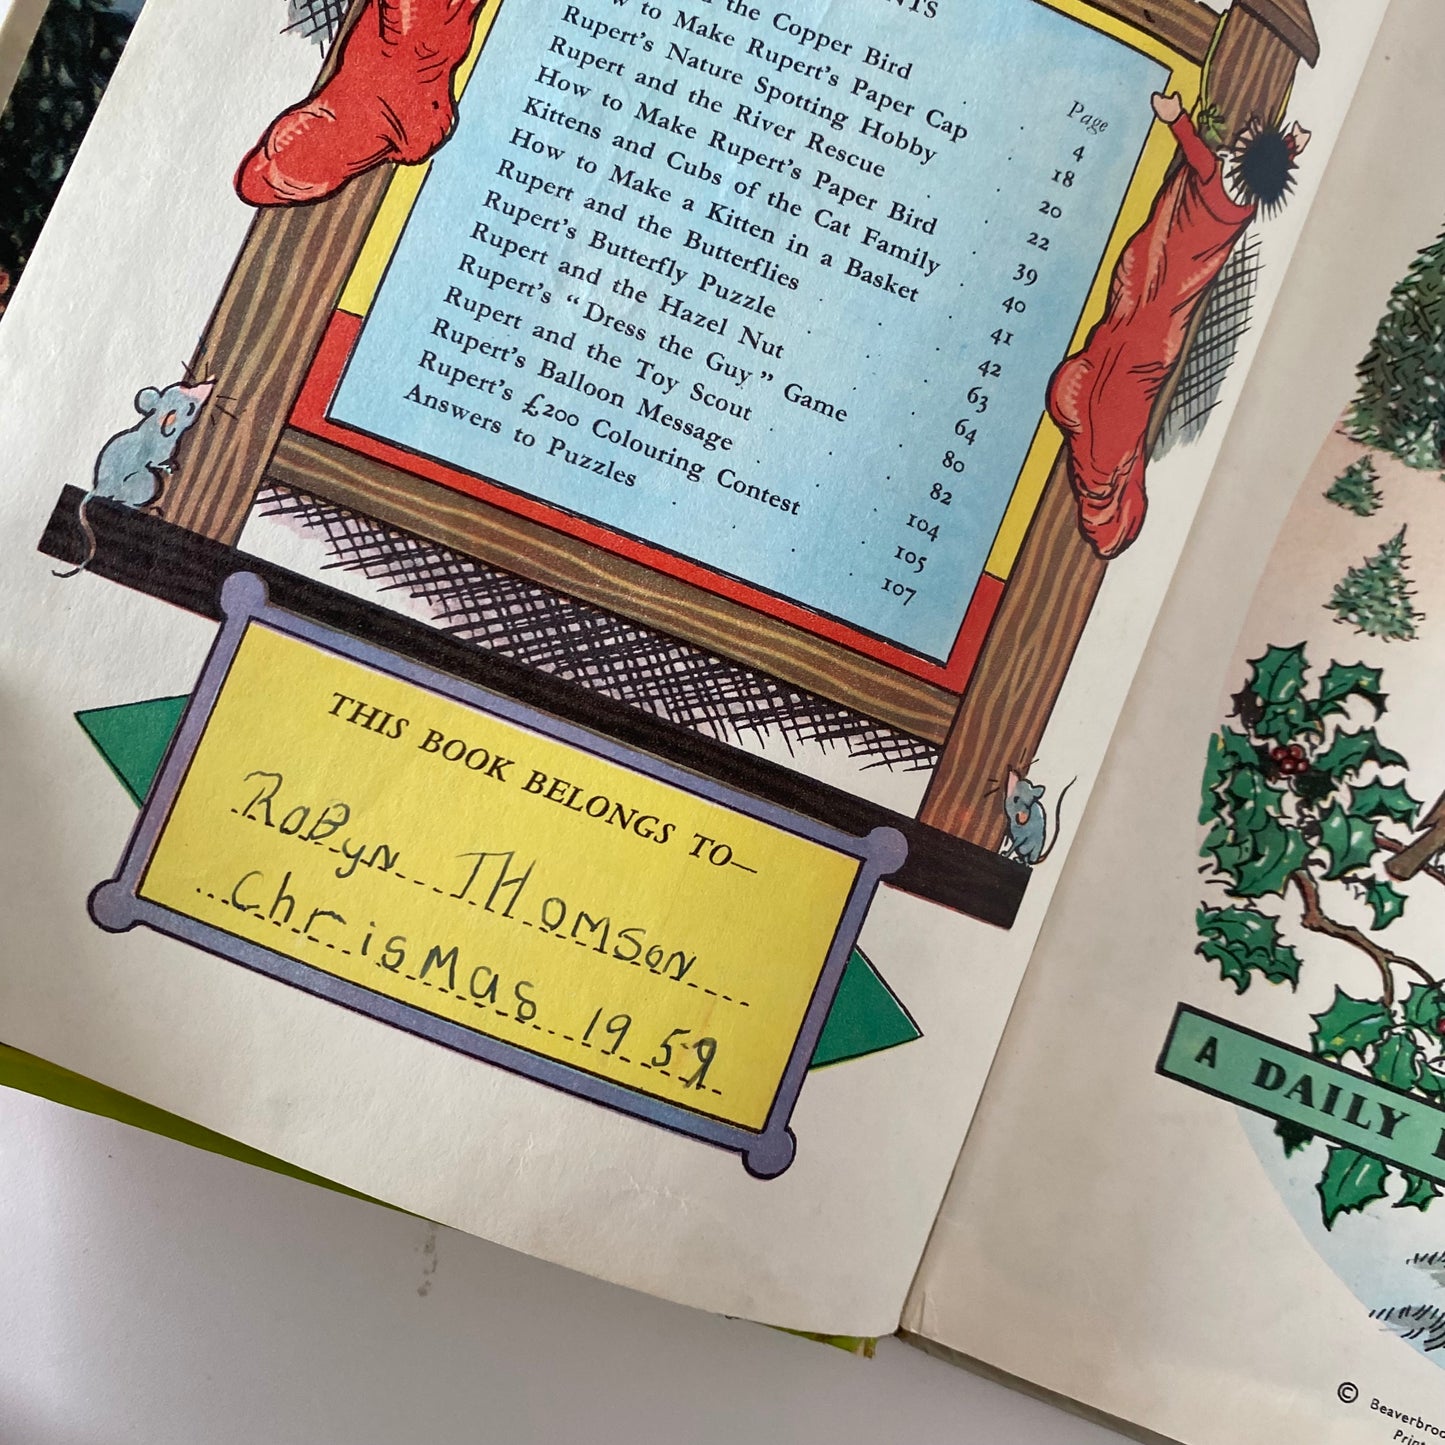 Page
the Copper Bird . 4
to Make Rupert's Paper Cap . 18
Rupert's Nature Spotting Hobby . 20
Rupert and the River Rescue . . 22
How to Make Rupert's Paper Bird . 39
Kittens and Cubs of the Cat Family . 40
How to Make a Kitten in a Basket . 41
Rupert and the Butterflies . . . 42
Rupert's Butterfly Puzzle . . . 63
Rupert and the Hazel Nut . . 64
Rupert's “Dress the Guy” Game . 80
Rupert and the Toy Scout . . . 82
Rupert's Balloon Message . . . 104
Rupert's £200 Colouring Contest . 105
Answers to Puzzles . . . . 107
THIS BOOK BELONGS TO—
RoByN THomson
ChrisMas 1959
A DAILY
© Beaverbroo